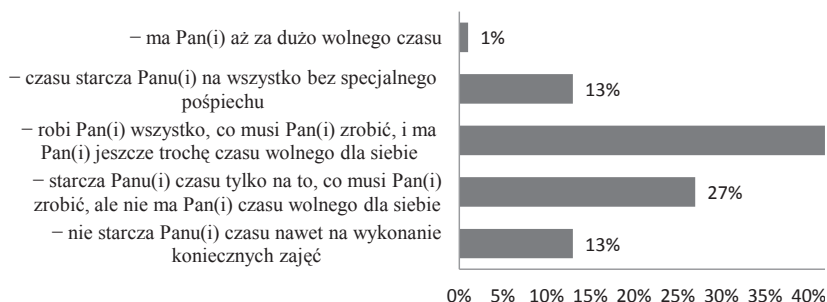 – ma Pan(i) aż za dużo wolnego czasu
1%
– czasu starcza Panu(i) na wszystko bez specjalnego
pośpiechu
13%
– robi Pan(i) wszystko, co musi Pan(i) zrobić, i ma
Pan(i) jeszcze trochę czasu wolnego dla siebie
– starcza Panu(i) czasu tylko na to, co musi Pan(i)
zrobić, ale nie ma Pan(i) czasu wolnego dla siebie
27%
– nie starcza Panu(i) czasu nawet na wykonanie
koniecznych zajęć
13%
0% 5% 10% 15% 20% 25% 30% 35% 40%